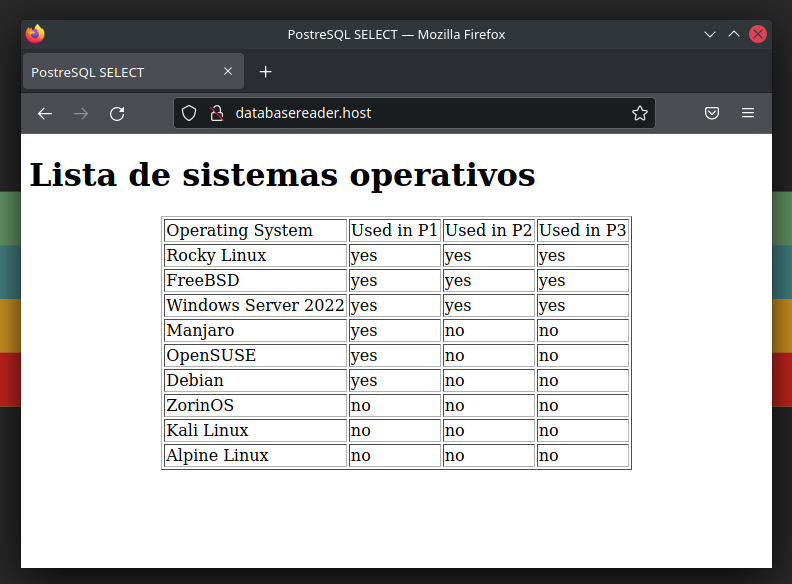 PostreSQL SELECT — Mozilla Firefox
PostreSQL SELECT
databasereader.host
Lista de sistemas operativos
Operating System Used in P1 Used in P2 Used in P3
Rocky Linux yes yes yes
FreeBSD yes yes yes
Windows Server 2022 yes yes yes
Manjaro yes no no
OpenSUSE yes no no
Debian yes no no
ZorinOS no no no
Kali Linux no no no
Alpine Linux no no no